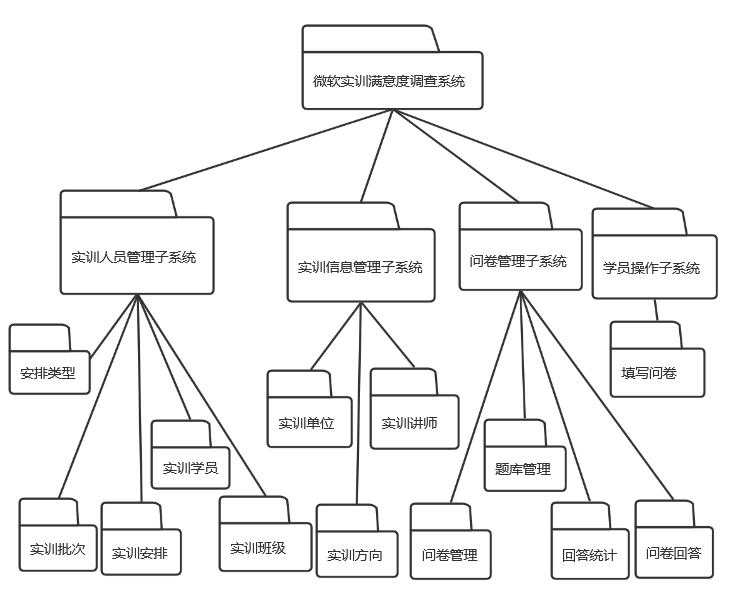 微软实训满意度调查系统
实训人员管理子系统
实训信息管理子系统
问卷管理子系统
学员操作子系统
安排类型
填写问卷
实训单位
实训讲师
实训学员
题库管理
实训批次
实训安排
实训班级
实训方向
问卷管理
回答统计
问卷回答